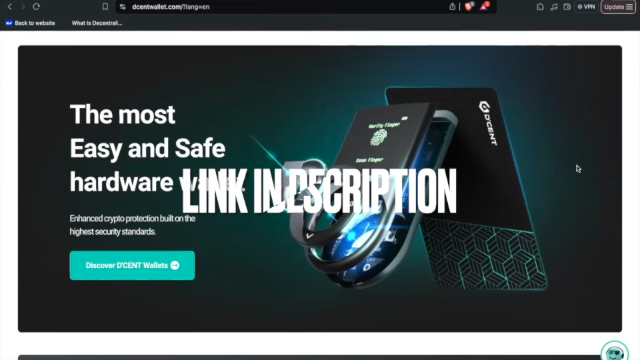 dcentwallet.com/?lang=en
VPN
Update
Back to website
What Is Decentrali...
The most
Easy and Safe
hardware
LINK IN DESCRIPTION
Enhanced crypto protection built on the
highest security standards.
Discover D'CENT Wallets
Verify Finger
Scan Finger
D'CENT